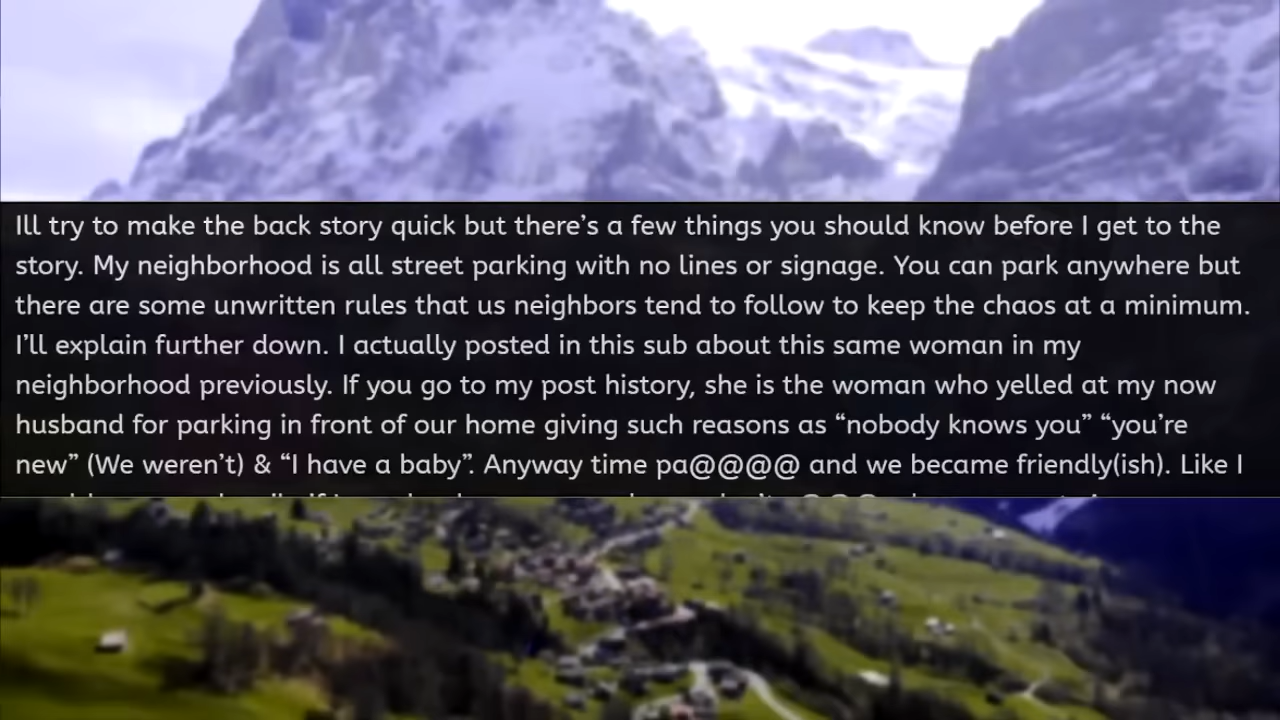 Ill try to make the back story quick but there’s a few things you should know before I get to the
story. My neighborhood is all street parking with no lines or signage. You can park anywhere but
there are some unwritten rules that us neighbors tend to follow to keep the chaos at a minimum.
I’ll explain further down. I actually posted in this sub about this same woman in my
neighborhood previously. If you go to my post history, she is the woman who yelled at my now
husband for parking in front of our home giving such reasons as “nobody knows you” “you’re
new” (We weren’t) & “I have a baby”. Anyway time pa@@@@ and we became friendly(ish). Like I